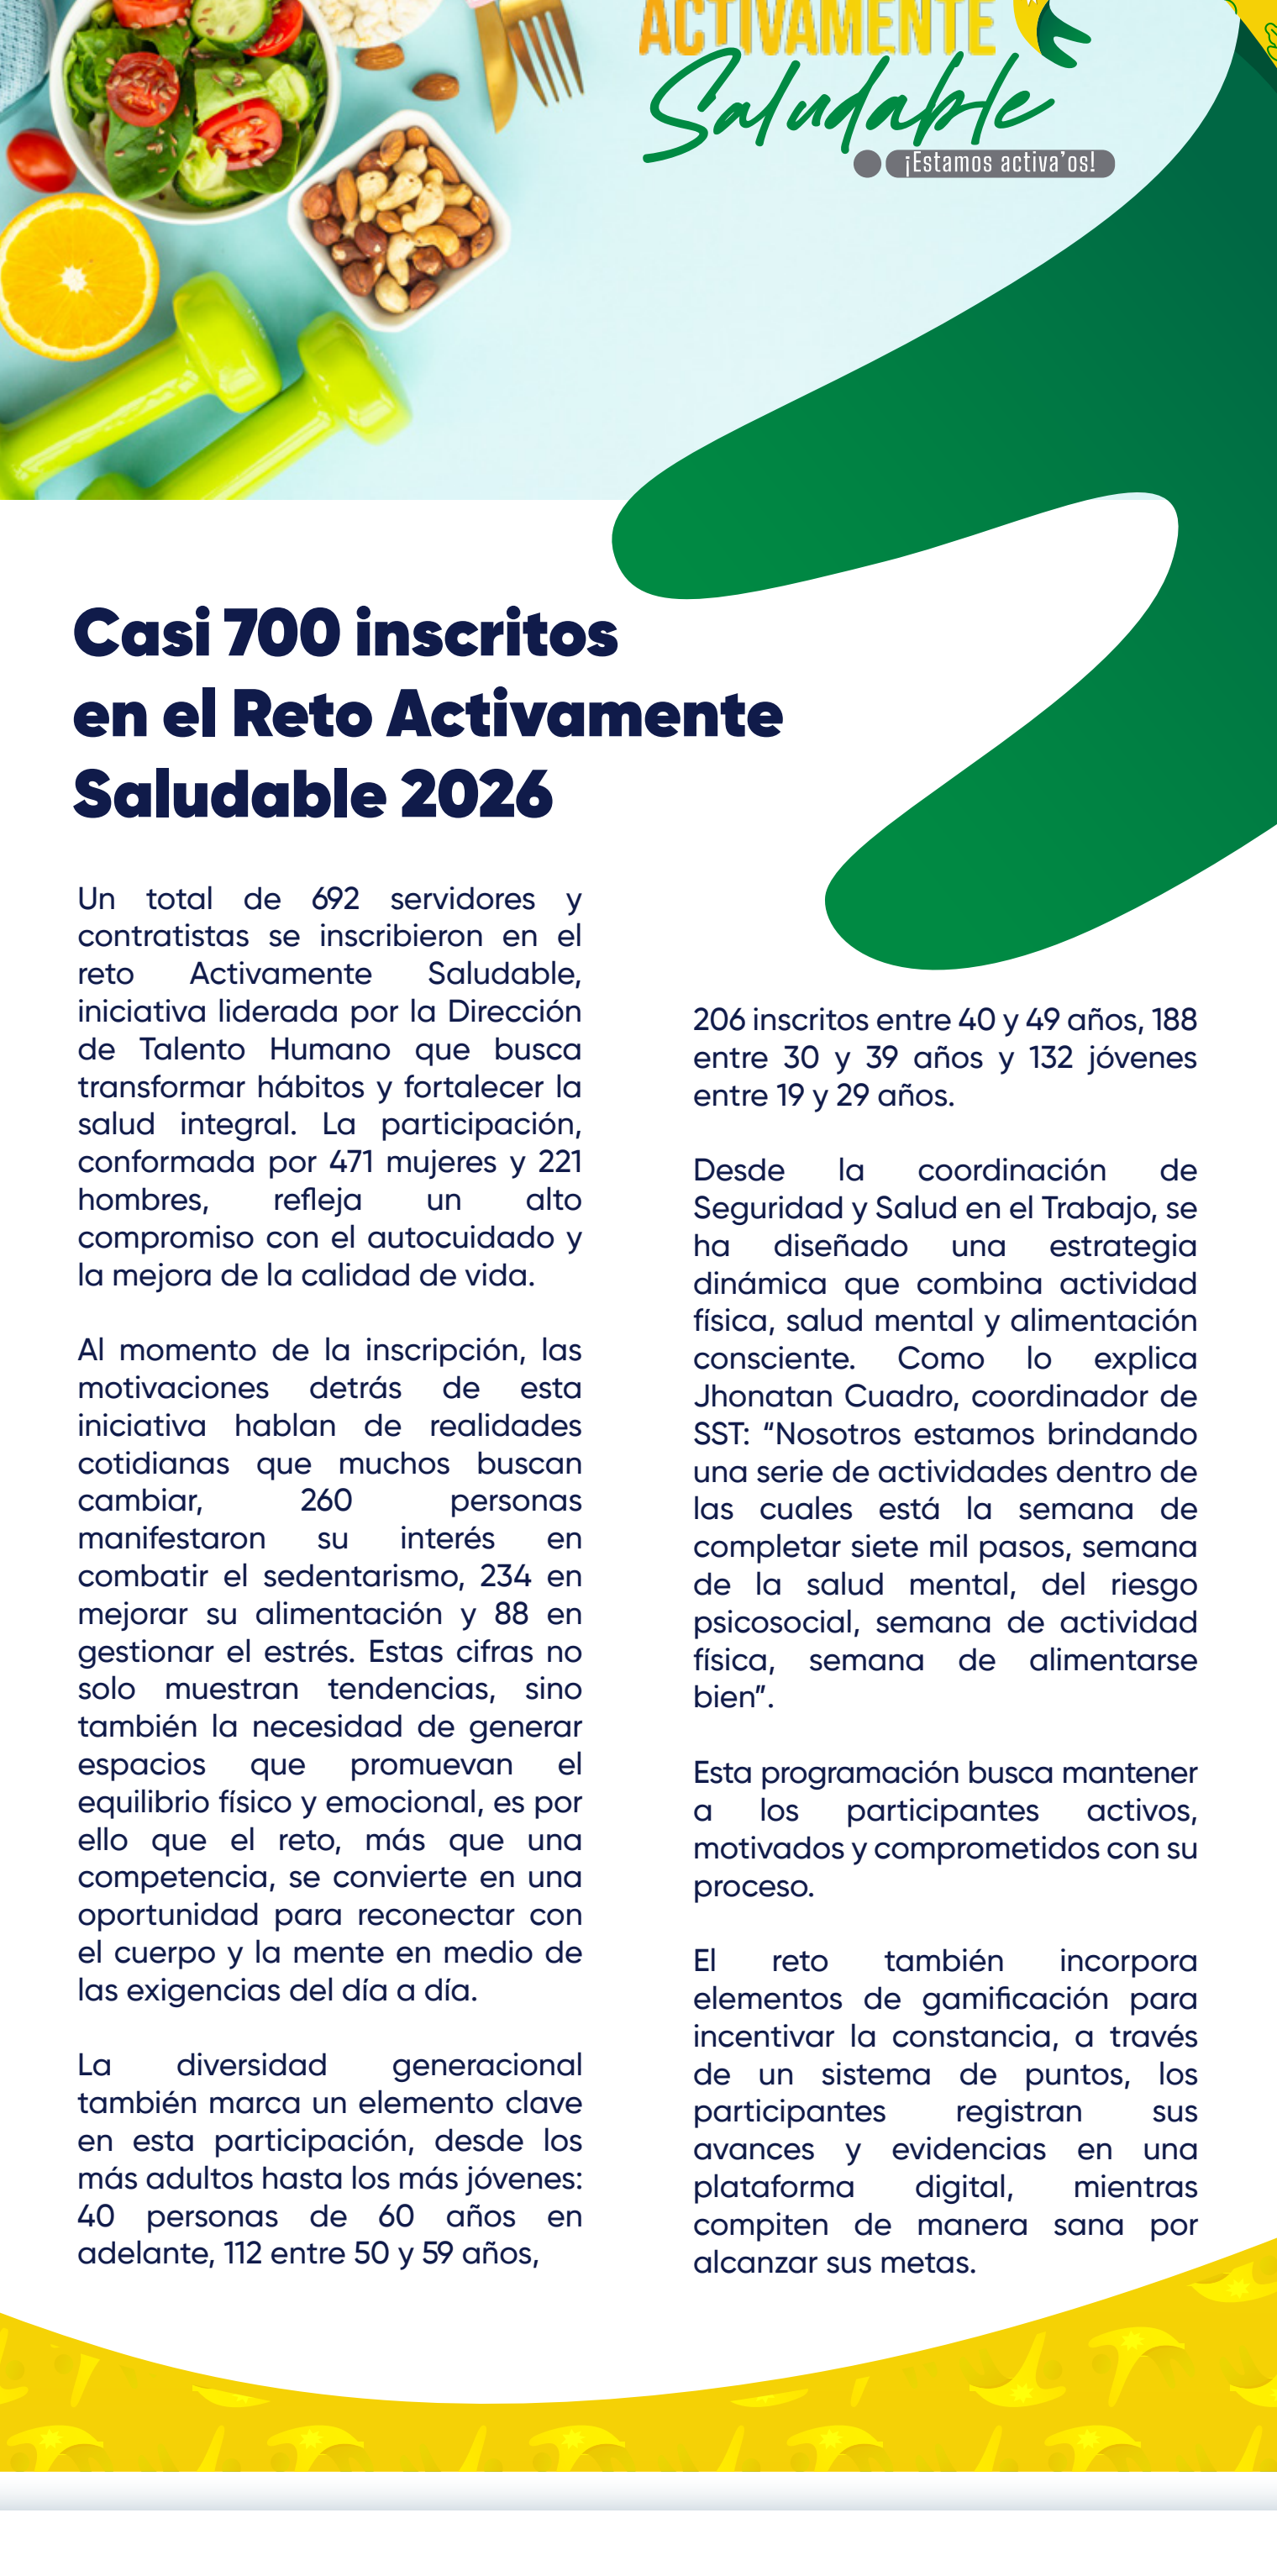 ACTIVAMENTE
Saludable
¡Estamos activa'os!
Casi 700 inscritos
en el Reto Activamente
Saludable 2026
Un total de 692 servidores y
contratistas se inscribieron en el
reto Activamente Saludable,
iniciativa liderada por la Dirección
de Talento Humano que busca
transformar hábitos y fortalecer la
salud integral. La participación,
conformada por 471 mujeres y 221
hombres, refleja un alto
compromiso con el autocuidado y
la mejora de la calidad de vida.
Al momento de la inscripción, las
motivaciones detrás de esta
iniciativa hablan de realidades
cotidianas que muchos buscan
cambiar, 260 personas
manifestaron su interés en
combatir el sedentarismo, 234 en
mejorar su alimentación y 88 en
gestionar el estrés. Estas cifras no
solo muestran tendencias, sino
también la necesidad de generar
espacios que promuevan el
equilibrio físico y emocional, es por
ello que el reto, más que una
competencia, se convierte en una
oportunidad para reconectar con
el cuerpo y la mente en medio de
las exigencias del día a día.
La diversidad generacional
también marca un elemento clave
en esta participación, desde los
más adultos hasta los más jóvenes:
40 personas de 60 años en
adelante, 112 entre 50 y 59 años,
206 inscritos entre 40 y 49 años, 188
entre 30 y 39 años y 132 jóvenes
entre 19 y 29 años.
Desde la coordinación de
Seguridad y Salud en el Trabajo, se
ha diseñado una estrategia
dinámica que combina actividad
física, salud mental y alimentación
consciente. Como lo explica
Jhonatan Cuadro, coordinador de
SST: “Nosotros estamos brindando
una serie de actividades dentro de
las cuales está la semana de
completar siete mil pasos, semana
de la salud mental, del riesgo
psicosocial, semana de actividad
física, semana de alimentarse
bien”.
Esta programación busca mantener
a los participantes activos,
motivados y comprometidos con su
proceso.
El reto también incorpora
elementos de gamificación para
incentivar la constancia, a través
de un sistema de puntos, los
participantes registran sus
avances y evidencias en una
plataforma digital, mientras
compiten de manera sana por
alcanzar sus metas.